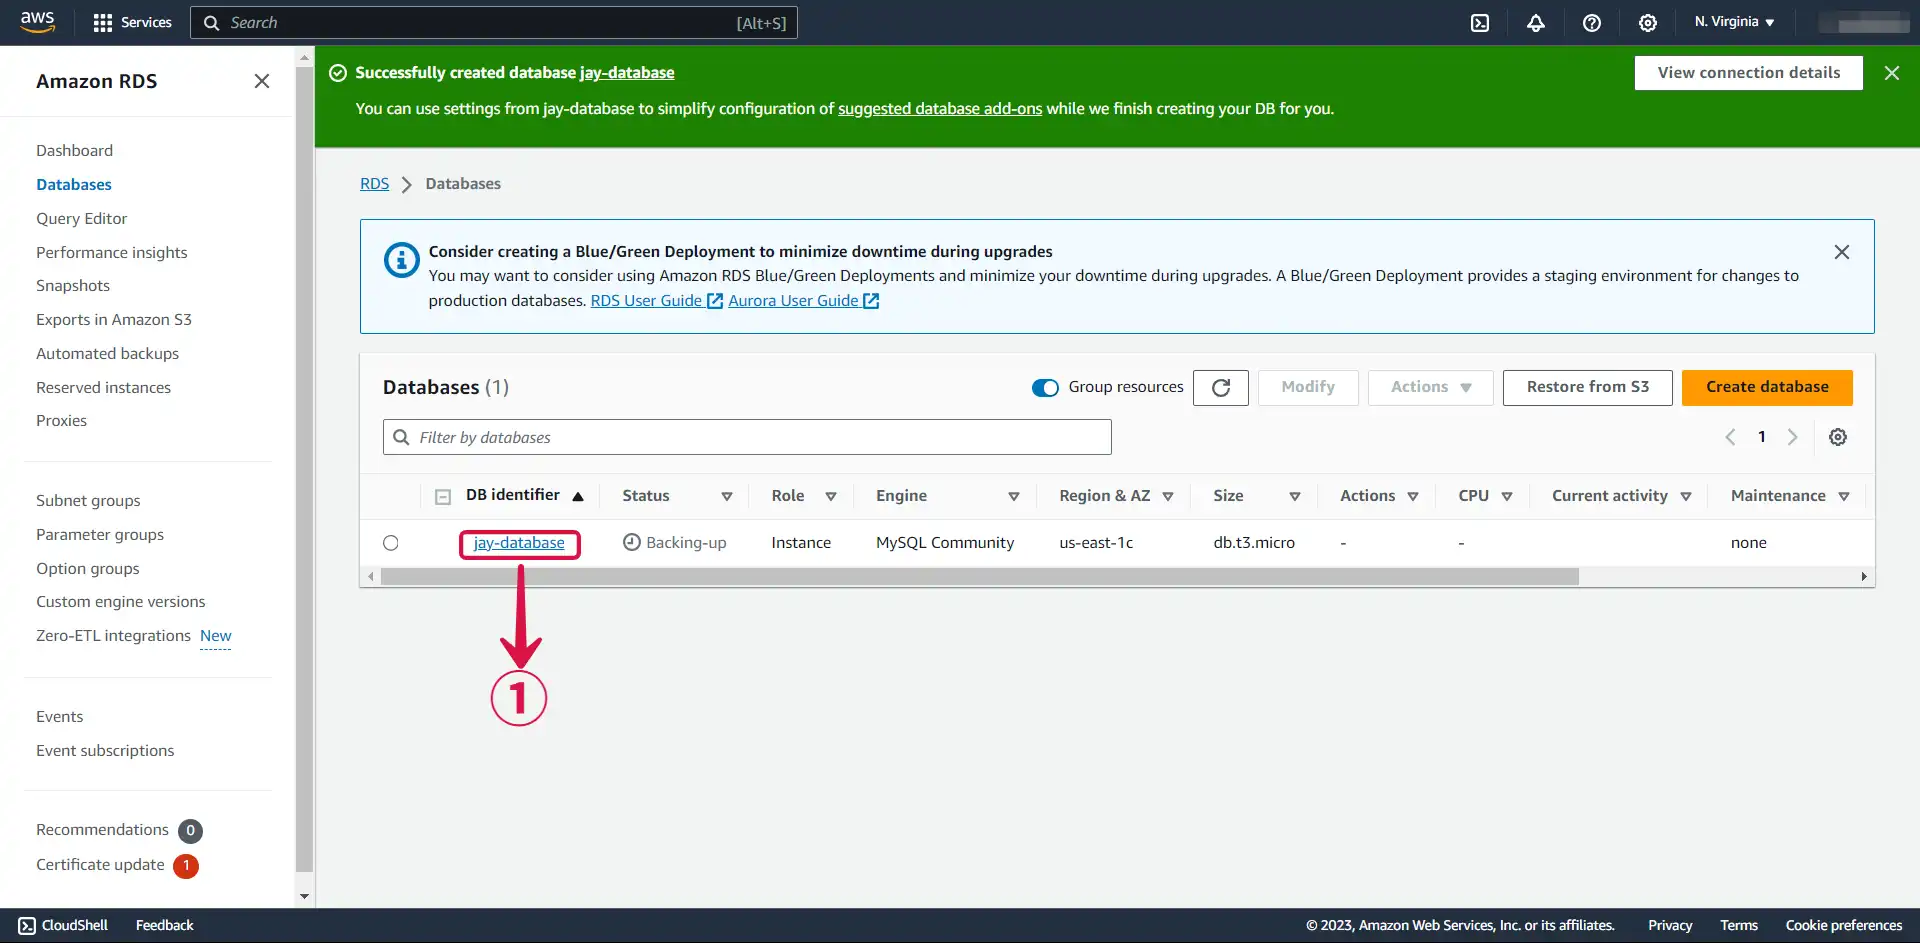 aws
Services
Search
[Alt+S]
N. Virginia
Amazon RDS
Dashboard
Databases
Query Editor
Performance insights
Snapshots
Exports in Amazon S3
Automated backups
Reserved instances
Proxies
Subnet groups
Parameter groups
Option groups
Custom engine versions
Zero-ETL integrations New
Events
Event subscriptions
Recommendations 0
Certificate update 1
Successfully created database jay-database
You can use settings from jay-database to simplify configuration of suggested database add-ons while we finish creating your DB for you.
View connection details
RDS Databases
Consider creating a Blue/Green Deployment to minimize downtime during upgrades
You may want to consider using Amazon RDS Blue/Green Deployments and minimize your downtime during upgrades. A Blue/Green Deployment provides a staging environment for changes to
production databases. RDS User Guide Aurora User Guide
Databases (1)
Group resources
Modify
Actions
Restore from S3
Create database
Filter by databases
1
DB identifier Status Role Engine Region & AZ Size Actions CPU Current activity Maintenance
jay-database Backing-up Instance MySQL Community us-east-1c db.t3.micro - - none
1
CloudShell Feedback © 2023, Amazon Web Services, Inc. or its affiliates. Privacy Terms Cookie preferences